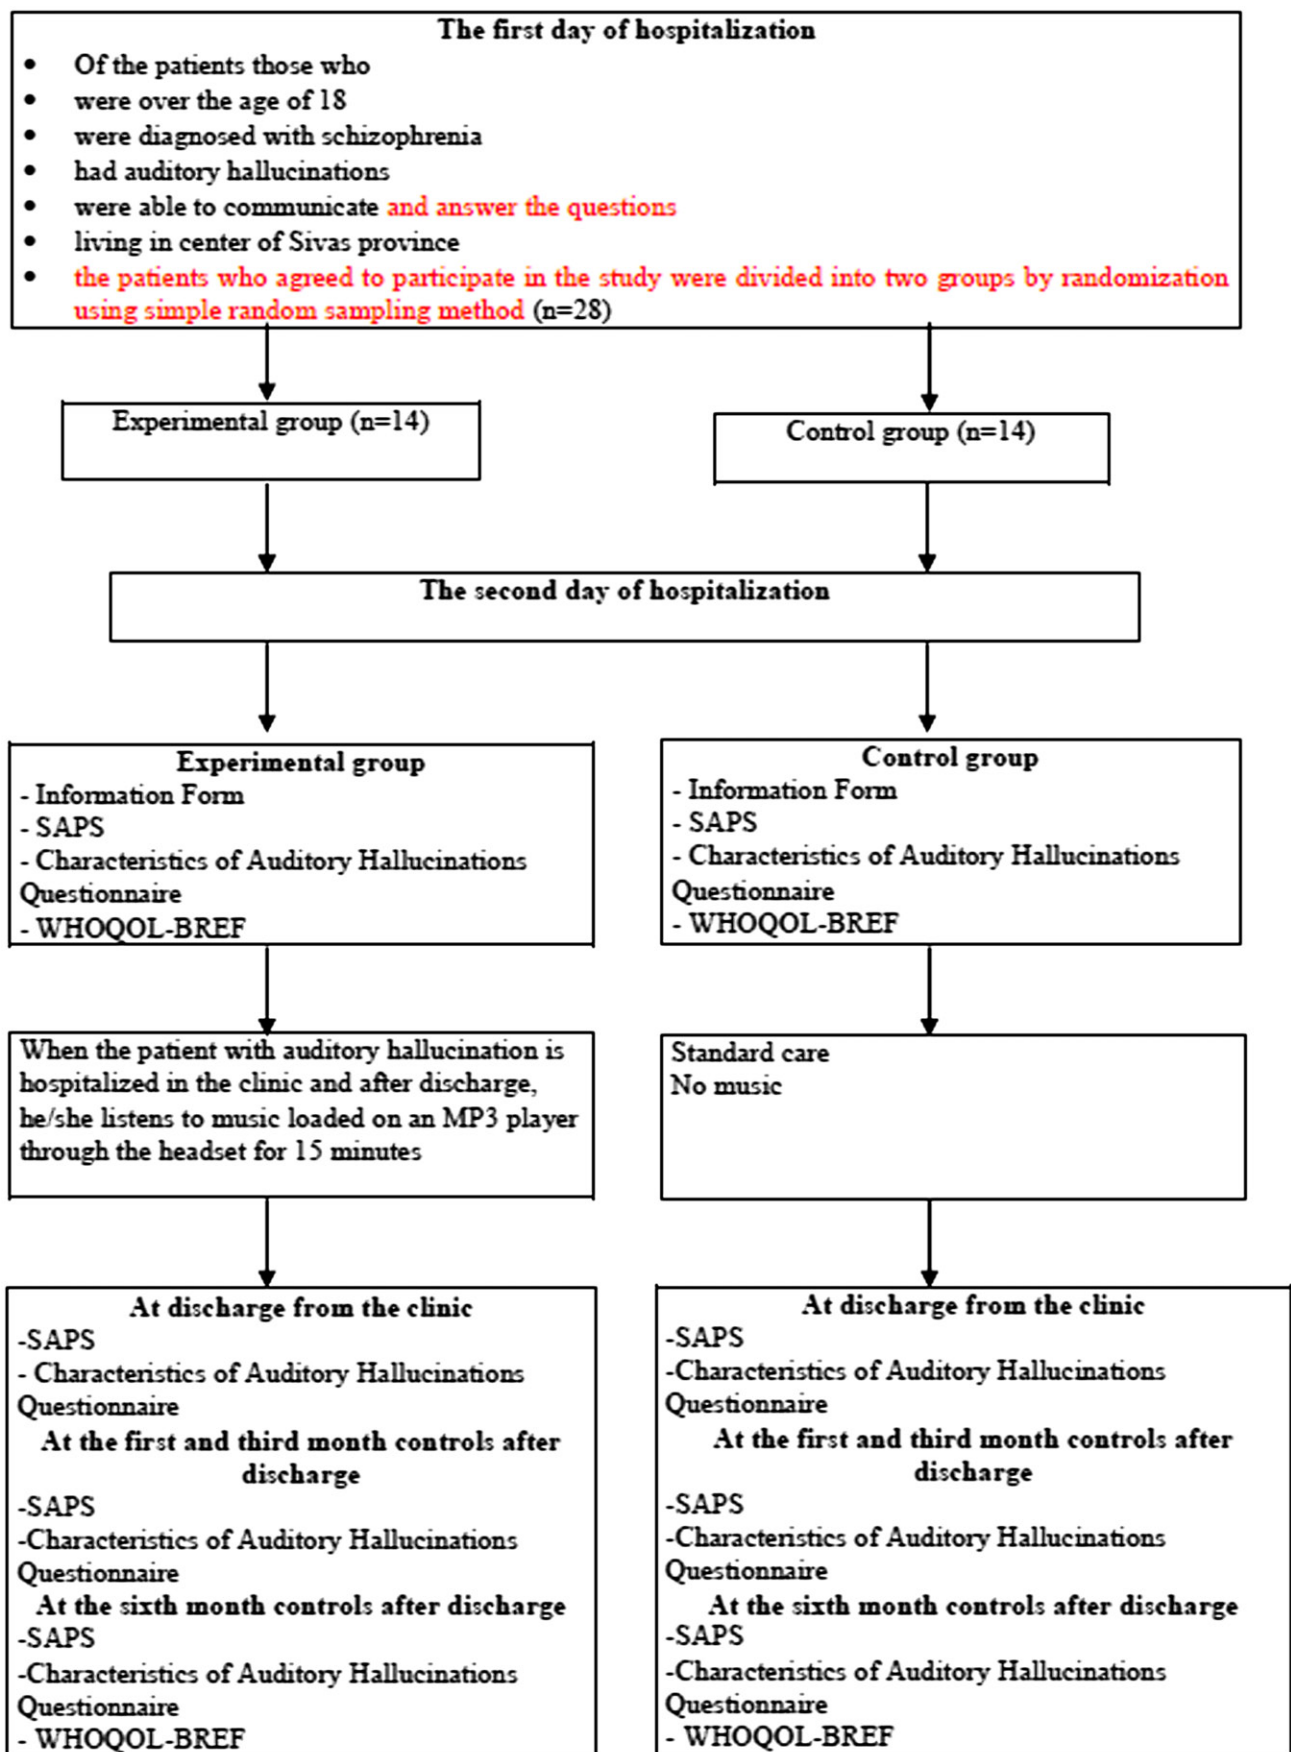 The first day of hospitalization
• Of the patients those who
• were over the age of 18
• were diagnosed with schizophrenia
• had auditory hallucinations
• were able to communicate and answer the questions
• living in center of Sivas province
• the patients who agreed to participate in the study were divided into two groups by randomization
using simple random sampling method (n=28)
Experimental group (n=14)
Control group (n=14)
The second day of hospitalization
Experimental group
- Information Form
- SAPS
- Characteristics of Auditory Hallucinations
Questionnaire
- WHOQOL-BREF
Control group
- Information Form
- SAPS
- Characteristics of Auditory Hallucinations
Questionnaire
- WHOQOL-BREF
When the patient with auditory hallucination is
hospitalized in the clinic and after discharge,
he/she listens to music loaded on an MP3 player
through the headset for 15 minutes
Standard care
No music
At discharge from the clinic
-SAPS
- Characteristics of Auditory Hallucinations
Questionnaire
At the first and third month controls after
discharge
-SAPS
-Characteristics of Auditory Hallucinations
Questionnaire
At the sixth month controls after discharge
-SAPS
-Characteristics of Auditory Hallucinations
Questionnaire
- WHOQOL-BREF
At discharge from the clinic
-SAPS
-Characteristics of Auditory Hallucinations
Questionnaire
At the first and third month controls after
discharge
-SAPS
-Characteristics of Auditory Hallucinations
Questionnaire
At the sixth month controls after discharge
-SAPS
-Characteristics of Auditory Hallucinations
Questionnaire
- WHOQOL-BREF